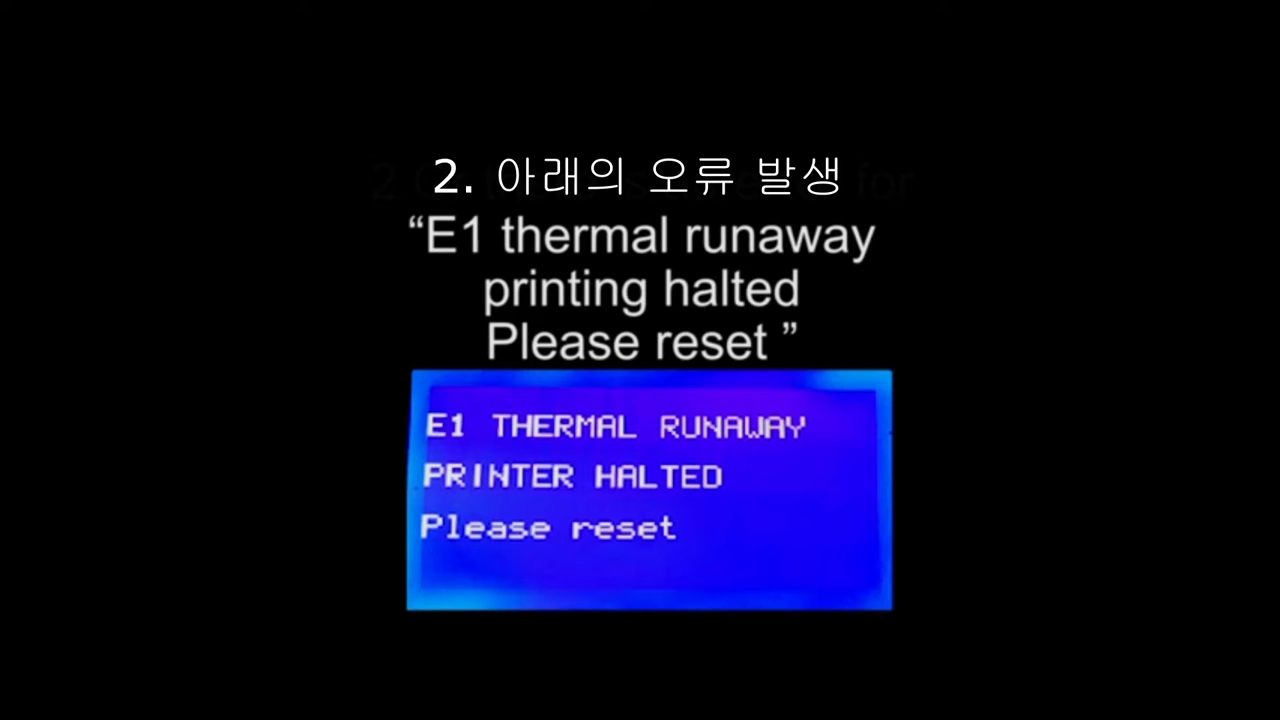 2. 아래의 오류 발생
“E1 thermal runaway
printing halted
Please reset ”
E1 THERMAL RUNAWAY
PRINTER HALTED
Please reset